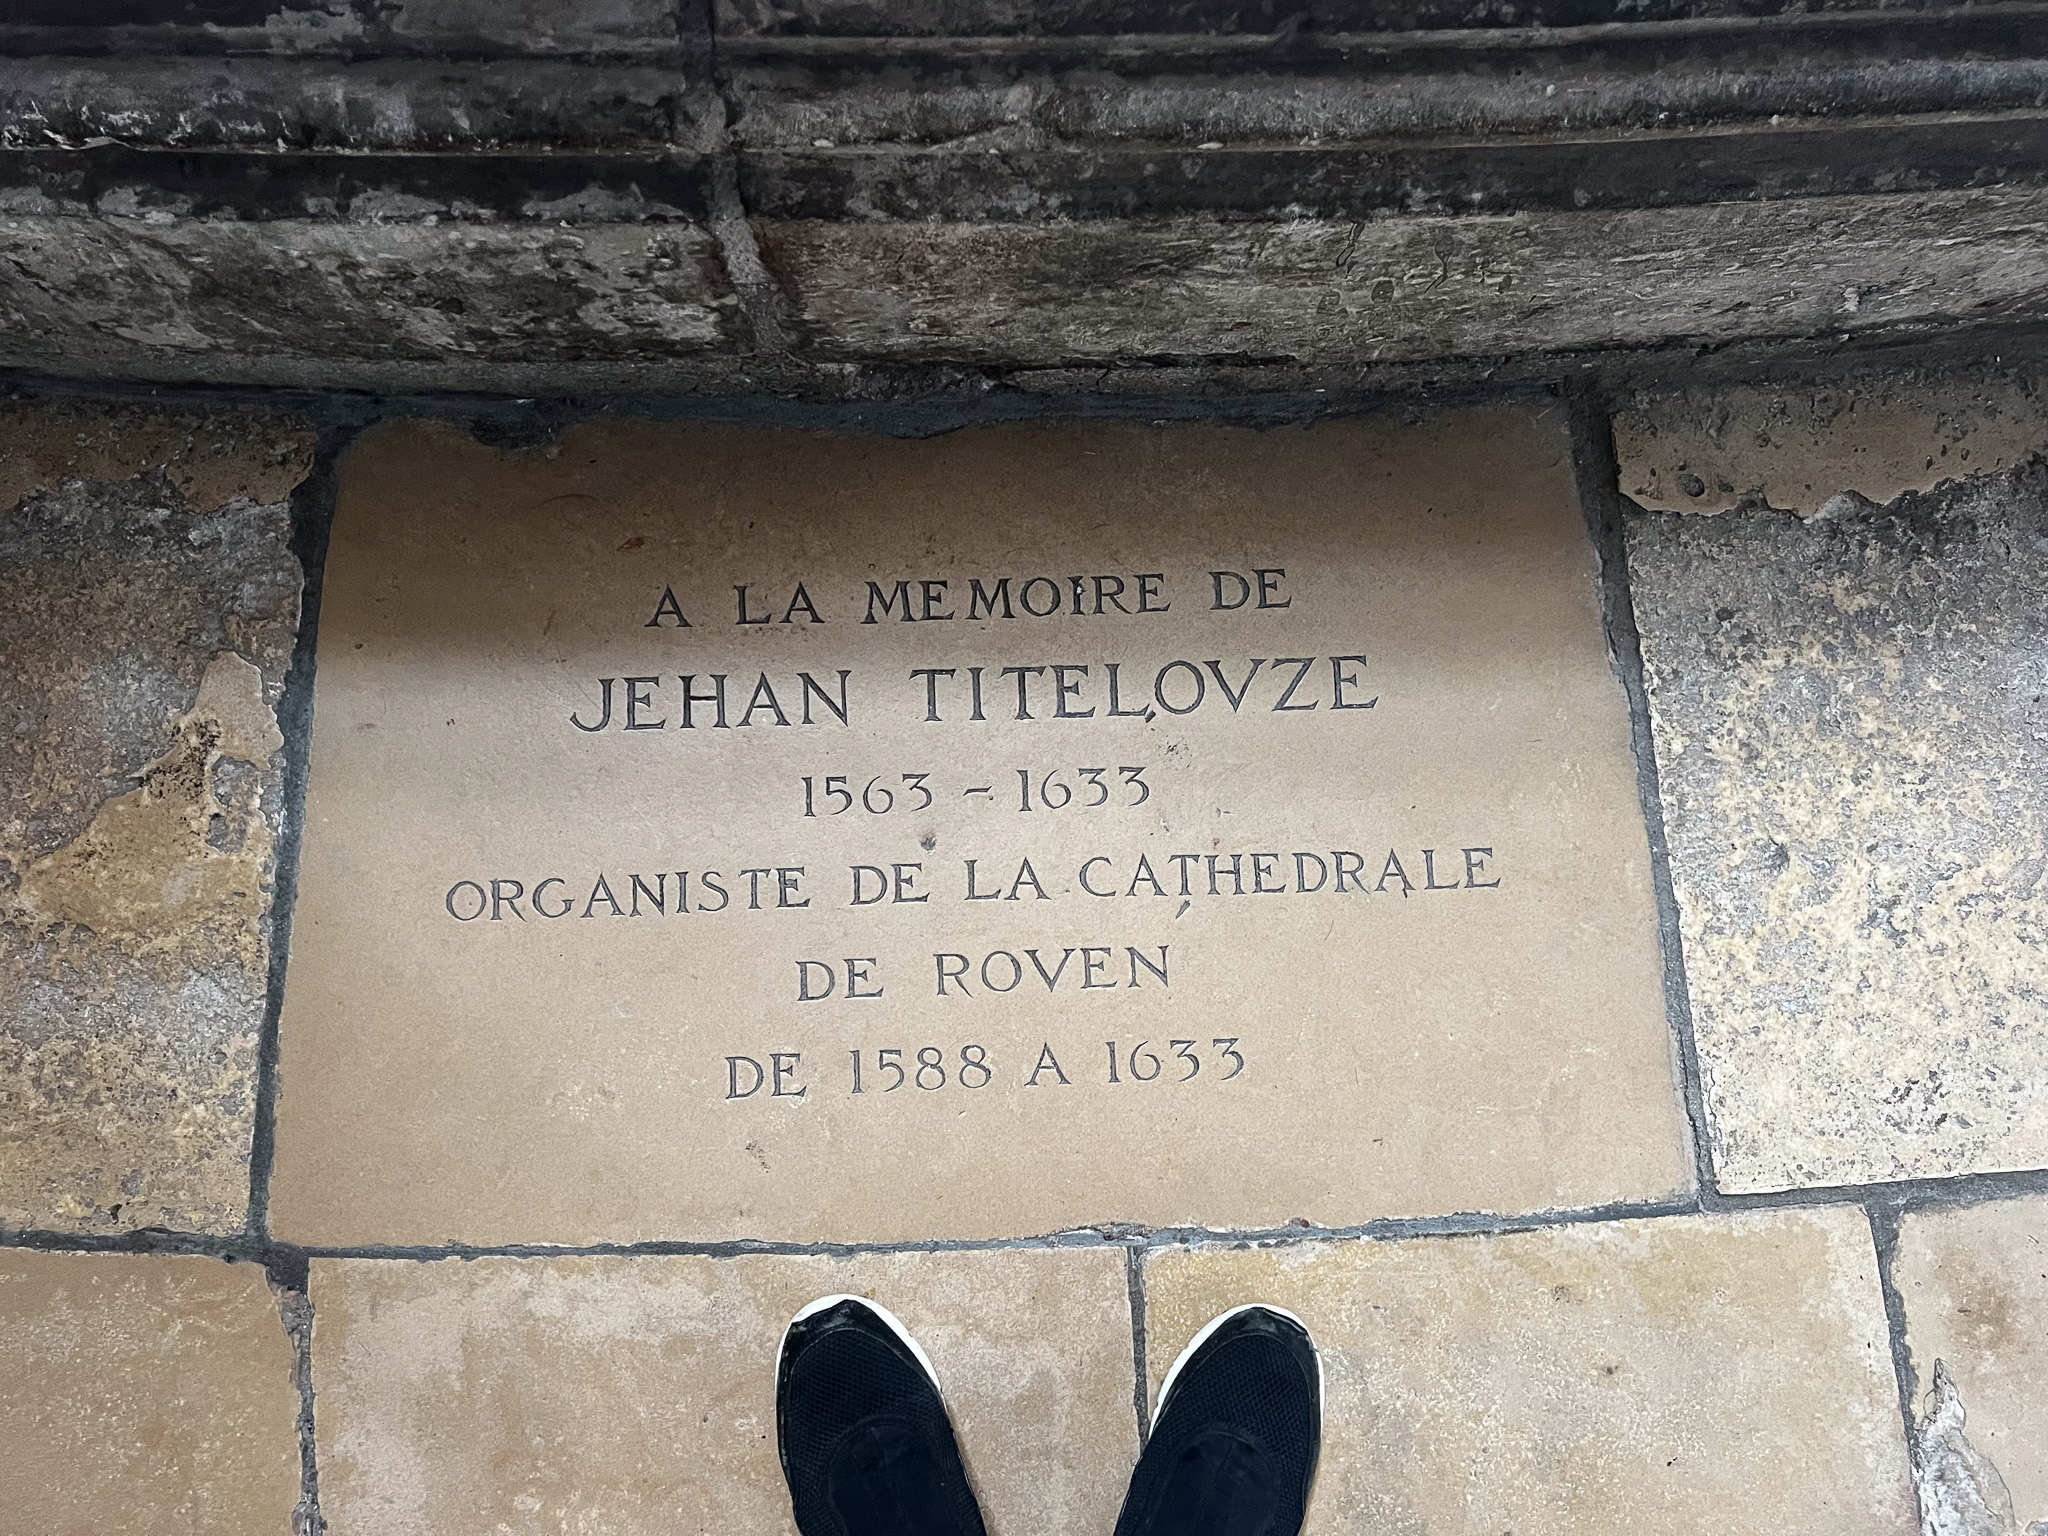 A LA MEMOIRE DE
JEHAN TITELOVZE
1563 - 1633
ORGANISTE DE LA CATHEDRALE
DE ROVEN
DE 1588 A 1633